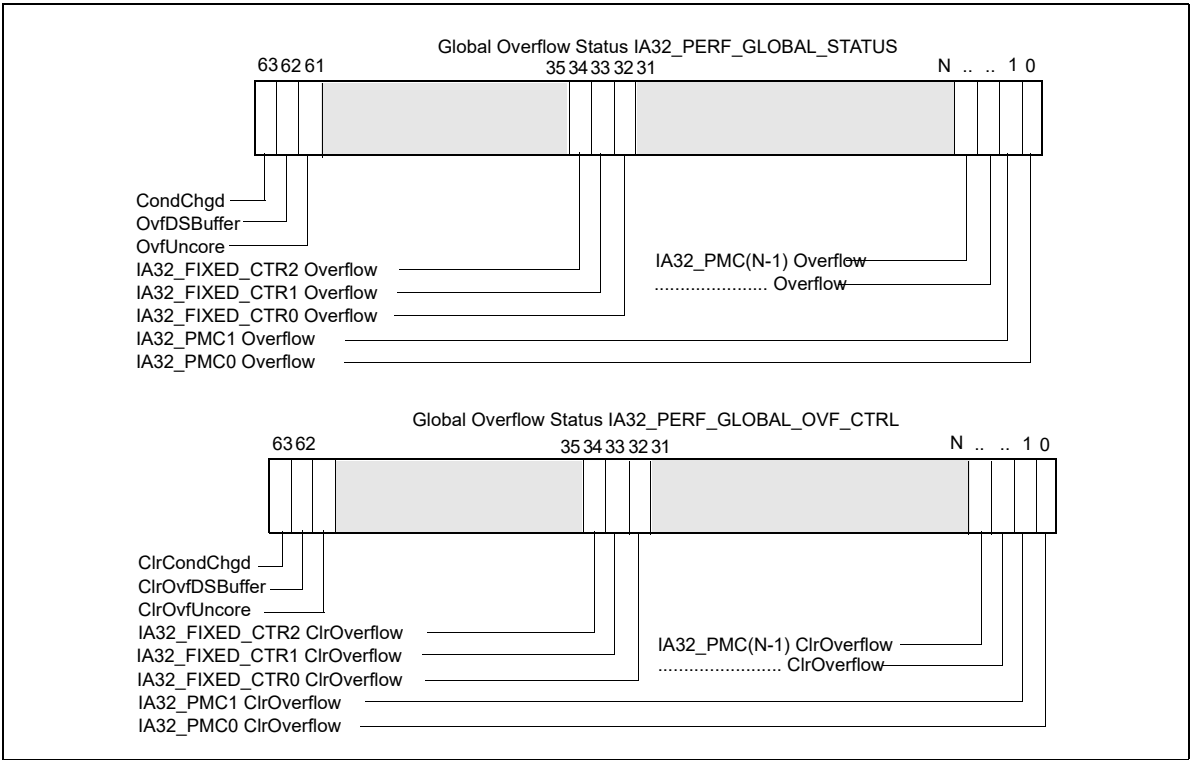 Global Overflow Status IA32_PERF_GLOBAL_STATUS
63 62 61 35 34 33 32 31 N .. .. 1 0
CondChgd
OvfDSBuffer
OvfUncore
IA32_FIXED_CTR2 Overflow
IA32_FIXED_CTR1 Overflow
IA32_FIXED_CTR0 Overflow
IA32_PMC1 Overflow
IA32_PMC0 Overflow
IA32_PMC(N-1) Overflow
...................... Overflow
Global Overflow Status IA32_PERF_GLOBAL_OVF_CTRL
63 62 35 34 33 32 31 N .. .. 1 0
ClrCondChgd
ClrOvfDSBuffer
ClrOvfUncore
IA32_FIXED_CTR2 ClrOverflow
IA32_FIXED_CTR1 ClrOverflow
IA32_FIXED_CTR0 ClrOverflow
IA32_PMC1 ClrOverflow
IA32_PMC0 ClrOverflow
IA32_PMC(N-1) ClrOverflow
........................ ClrOverflow